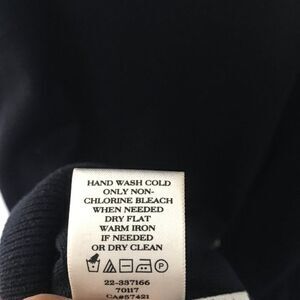 HAND WASH COLD
ONLY NON-
CHLORINE BLEACH
WHEN NEEDED
DRY FLAT
WARM IRON
IF NEEDED
OR DRY CLEAN
22-337166
70117
CA#57421